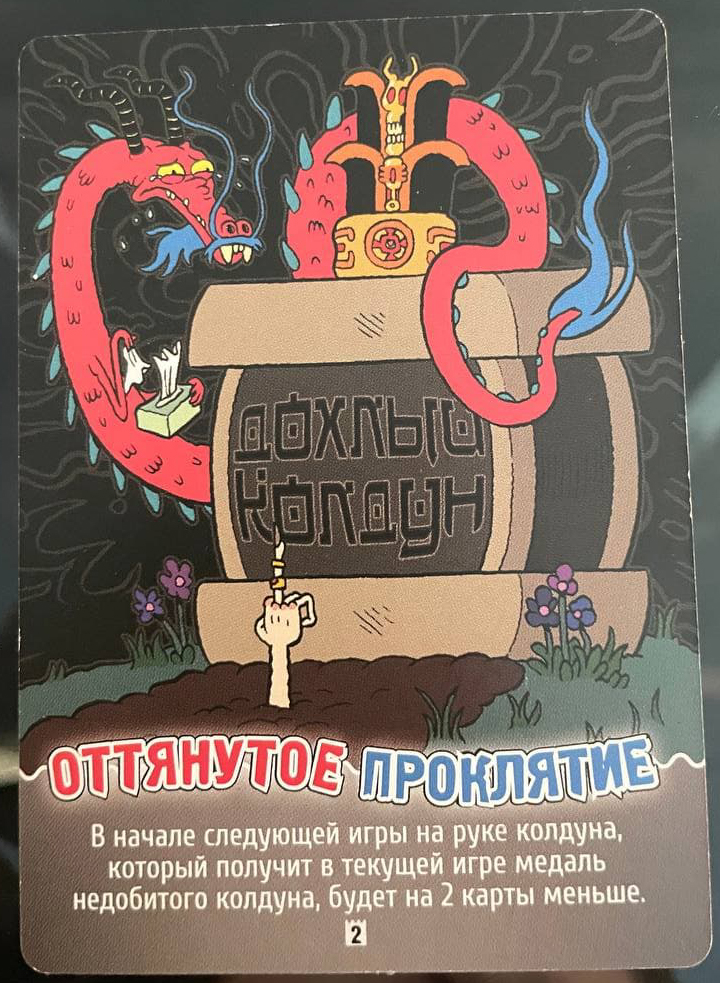 ДОХЛЫЙ
КОЛДУН
ОТТЯНУТОЕ ПРОКЛЯТИЕ
В начале следующей игры на руке колдуна,
который получит в текущей игре медаль
недобитого колдуна, будет на 2 карты меньше.
2